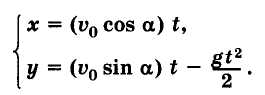 x = (v₀ cos α) t,
y = (v₀ sin α) t − gt²/2.